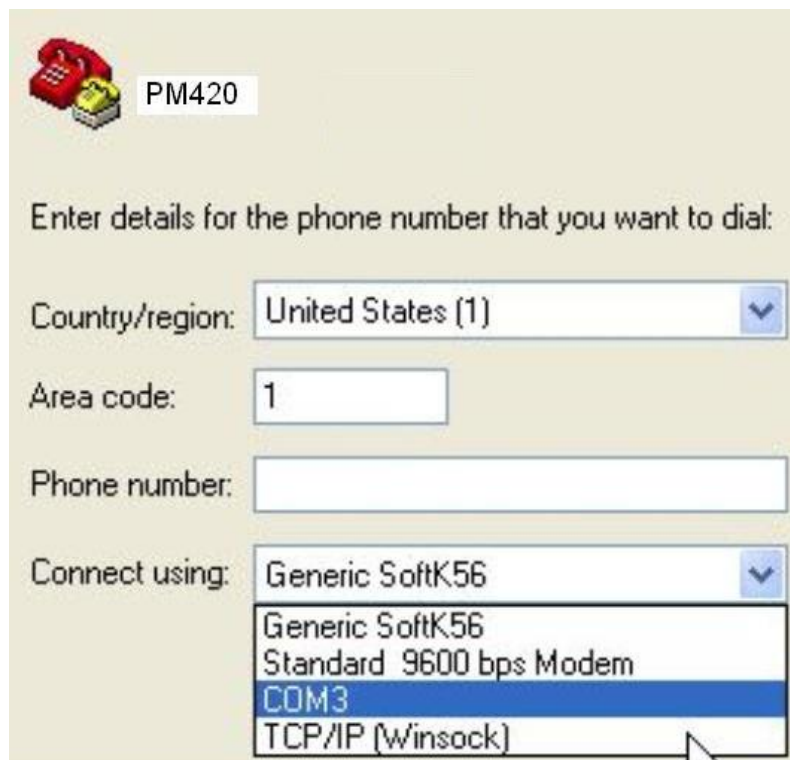 PM420
Enter details for the phone number that you want to dial:
Country/region: United States (1)
Area code: 1
Phone number:
Connect using: Generic SoftK56
Generic SoftK56
Standard 9600 bps Modem
COM3
TCP/IP (Winsock)